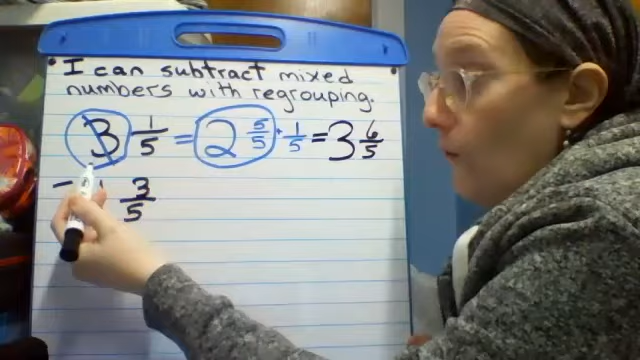 I can subtract mixed
numbers with regrouping.
3 1/5 = 2 5/5 + 1/5 = 3 6/5
- 3/5